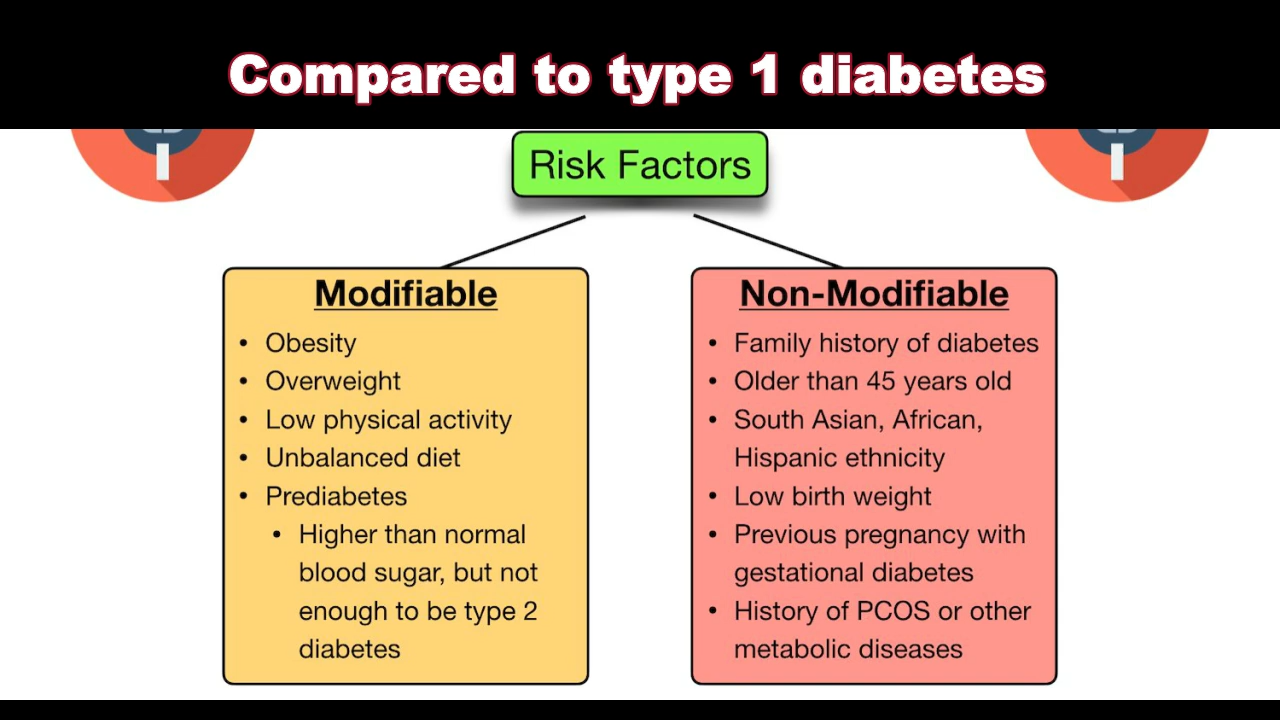 Compared to type 1 diabetes
Risk Factors
Modifiable
• Obesity
• Overweight
• Low physical activity
• Unbalanced diet
• Prediabetes
• Higher than normal
blood sugar, but not
enough to be type 2
diabetes
Non-Modifiable
• Family history of diabetes
• Older than 45 years old
• South Asian, African,
Hispanic ethnicity
• Low birth weight
• Previous pregnancy with
gestational diabetes
• History of PCOS or other
metabolic diseases